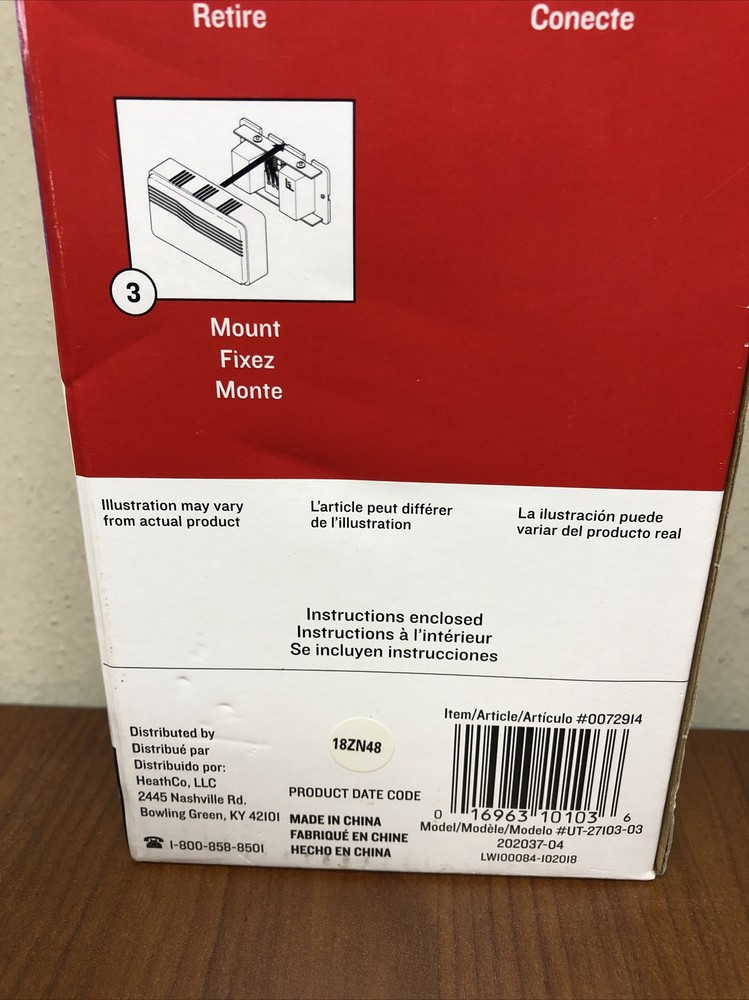 Retire
Conecte
3
Mount
Fixez
Monte
Illustration may vary
from actual product
L'article peut différer
de l'illustration
La ilustración puede
variar del producto real
Instructions enclosed
Instructions à l'intérieur
Se incluyen instrucciones
Distributed by
Distribué par
Distribuido por:
HeathCo, LLC
2445 Nashville Rd.
Bowling Green, KY 42101
1-800-858-8501
18ZN48
PRODUCT DATE CODE
MADE IN CHINA
FABRIQUÉ EN CHINE
HECHO EN CHINA
Item/Article/Artículo #0072914
0 16963 10103 6
Model/Modèle/Modelo #UT-27103-03
202037-04
LW100084-102018